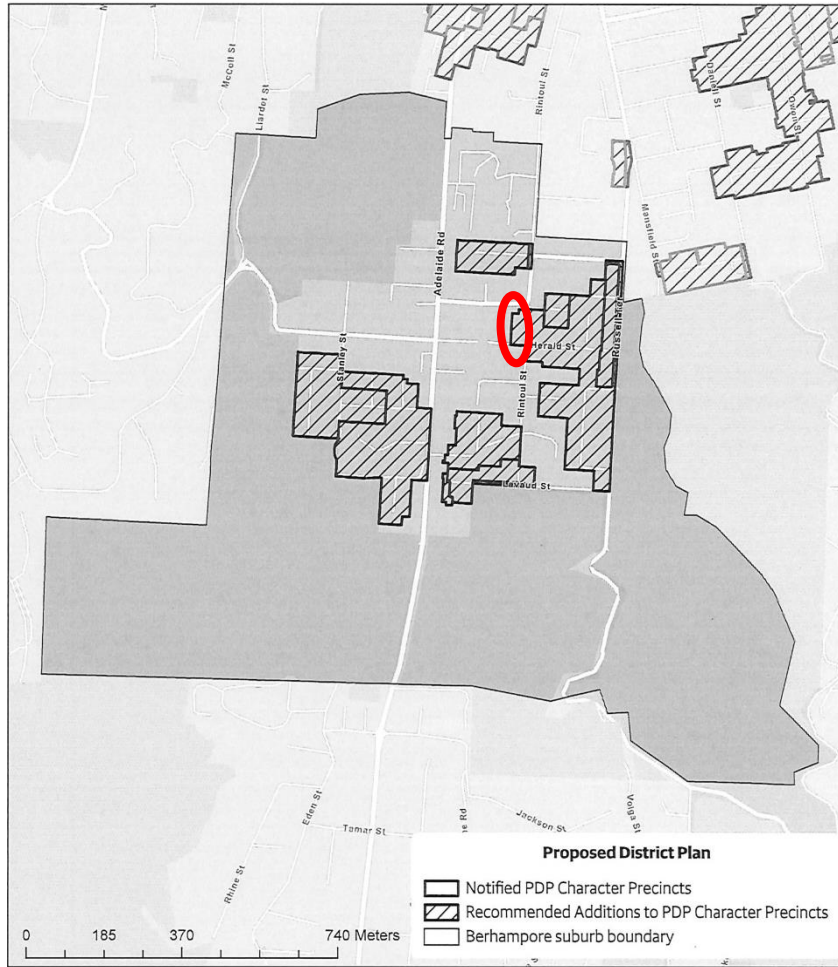 McColl St
Liardet St
Rintoul St
Daniell St
Owen St
Mansfield St
Adelaide Rd
Stanley St
Herald St
Russell Ter
Rintoul St
Lavaud St
Eden St
Tamar St
Rhine St
Jackson St
Volga St
Proposed District Plan
Notified PDP Character Precincts
Recommended Additions to PDP Character Precincts
Berhampore suburb boundary
0 185 370 740 Meters